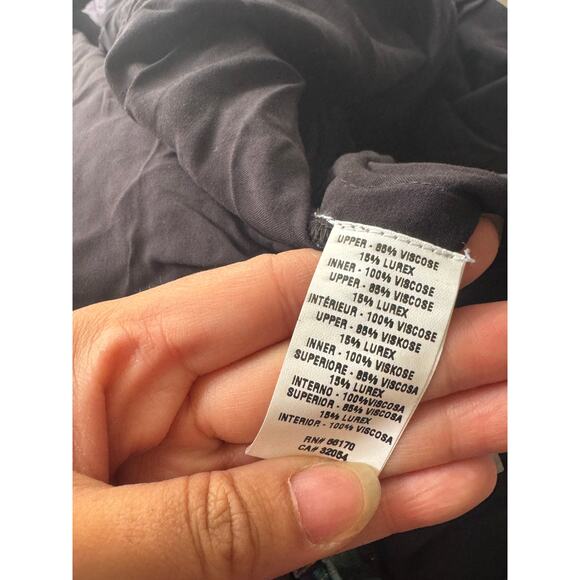 UPPER - 85% VISCOSE
15% LUREX
INNER - 100% VISCOSE
UPPER - 85% VISCOSE
15% LUREX
INTÉRIEUR - 100% VISCOSE
UPPER - 85% VISKOSE
15% LUREX
INNER - 100% VISKOSE
SUPERIORE - 85% VISCOSA
15% LUREX
INTERNO - 100%VISCOSA
SUPERIOR - 85% VISCOSA
15% LUREX
INTERIOR - 100% VISCOSA
RN# 56170
CA# 32054